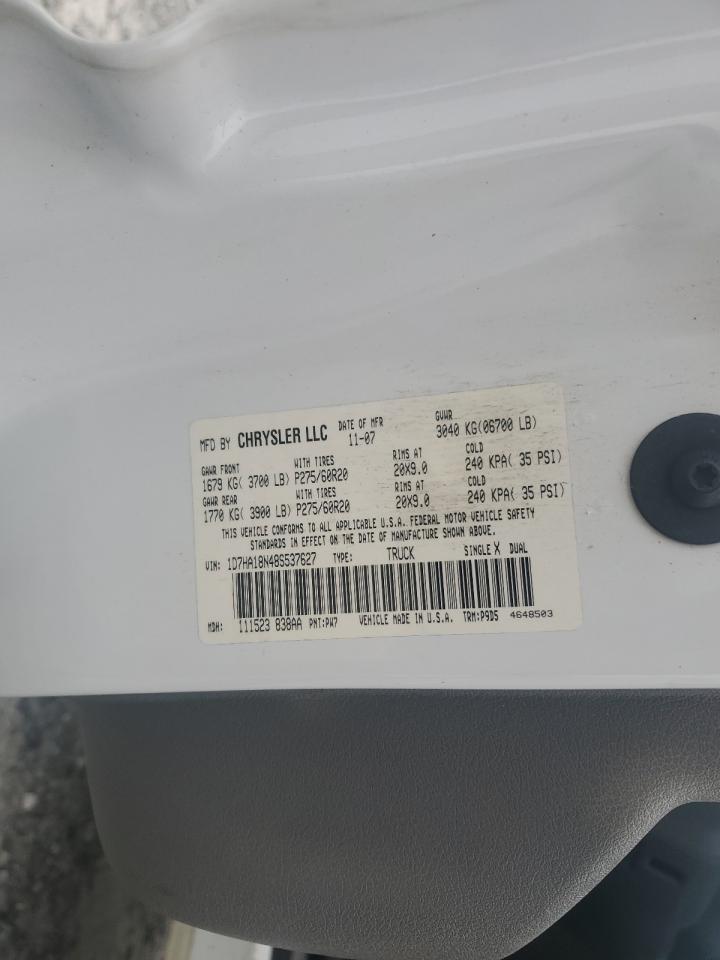 MFD BY CHRYSLER LLC DATE OF MFR 11-07 GVWR 3040 KG(06700 LB)
GAWR FRONT WITH TIRES RIMS AT COLD
1679 KG( 3700 LB) P275/60R20 20X9.0 240 KPA( 35 PSI)
GAWR REAR WITH TIRES RIMS AT COLD
1770 KG( 3900 LB) P275/60R20 20X9.0 240 KPA( 35 PSI)
THIS VEHICLE CONFORMS TO ALL APPLICABLE U.S.A. FEDERAL MOTOR VEHICLE SAFETY
STANDARDS IN EFFECT ON THE DATE OF MANUFACTURE SHOWN ABOVE.
VIN: 1D7HA18N48S537627 TYPE: TRUCK SINGLE X DUAL
MDH: 111523 838AA PNT:PW7 VEHICLE MADE IN U.S.A. TRM:P9D5 4648503